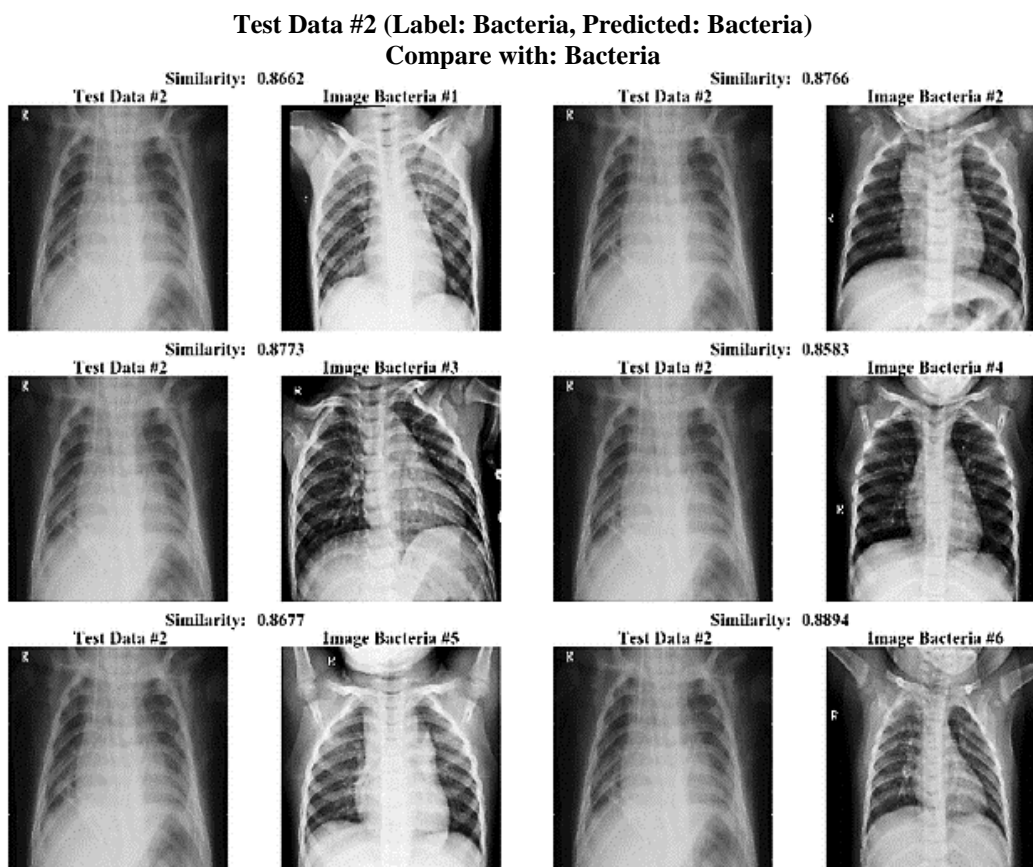 Test Data #2 (Label: Bacteria, Predicted: Bacteria)
Compare with: Bacteria
Similarity: 0.8662
Test Data #2 Image Bacteria #1
Similarity: 0.8766
Test Data #2 Image Bacteria #2
Similarity: 0.8773
Test Data #2 Image Bacteria #3
Similarity: 0.8583
Test Data #2 Image Bacteria #4
Similarity: 0.8677
Test Data #2 Image Bacteria #5
Similarity: 0.8894
Test Data #2 Image Bacteria #6